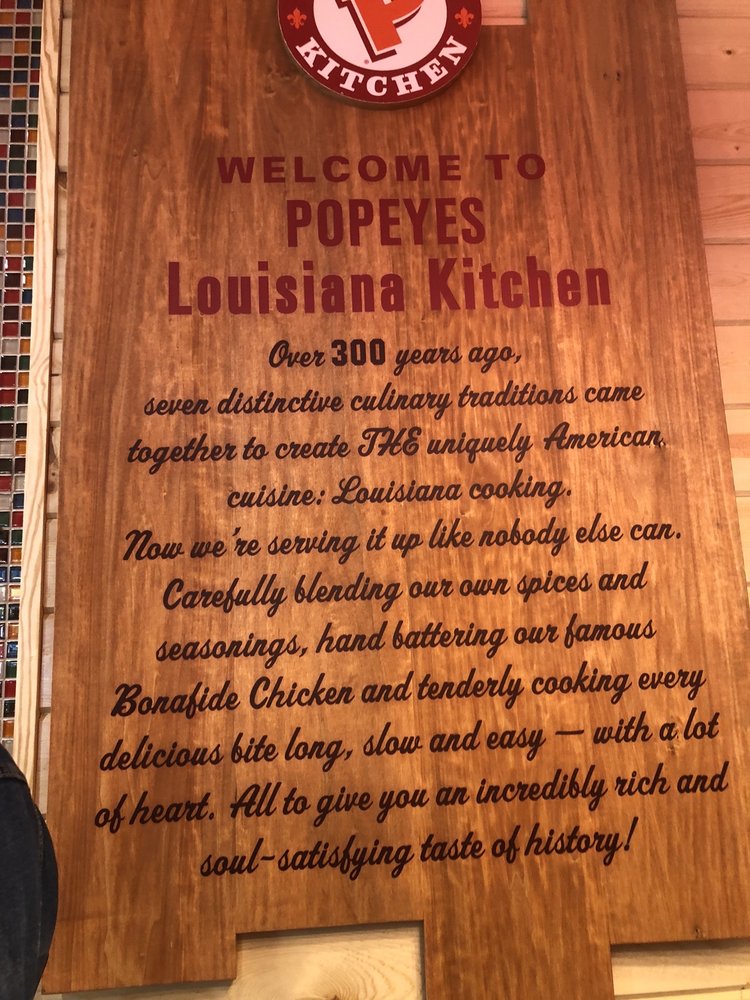 P
KITCHEN
WELCOME TO
POPEYES
Louisiana Kitchen
Over 300 years ago,
seven distinctive culinary traditions came
together to create THE uniquely American
cuisine: Louisiana cooking.
Now we're serving it up like nobody else can.
Carefully blending our own spices and
seasonings, hand battering our famous
Bonafide Chicken and tenderly cooking every
delicious bite long, slow and easy — with a lot
of heart. All to give you an incredibly rich and
soul-satisfying taste of history!